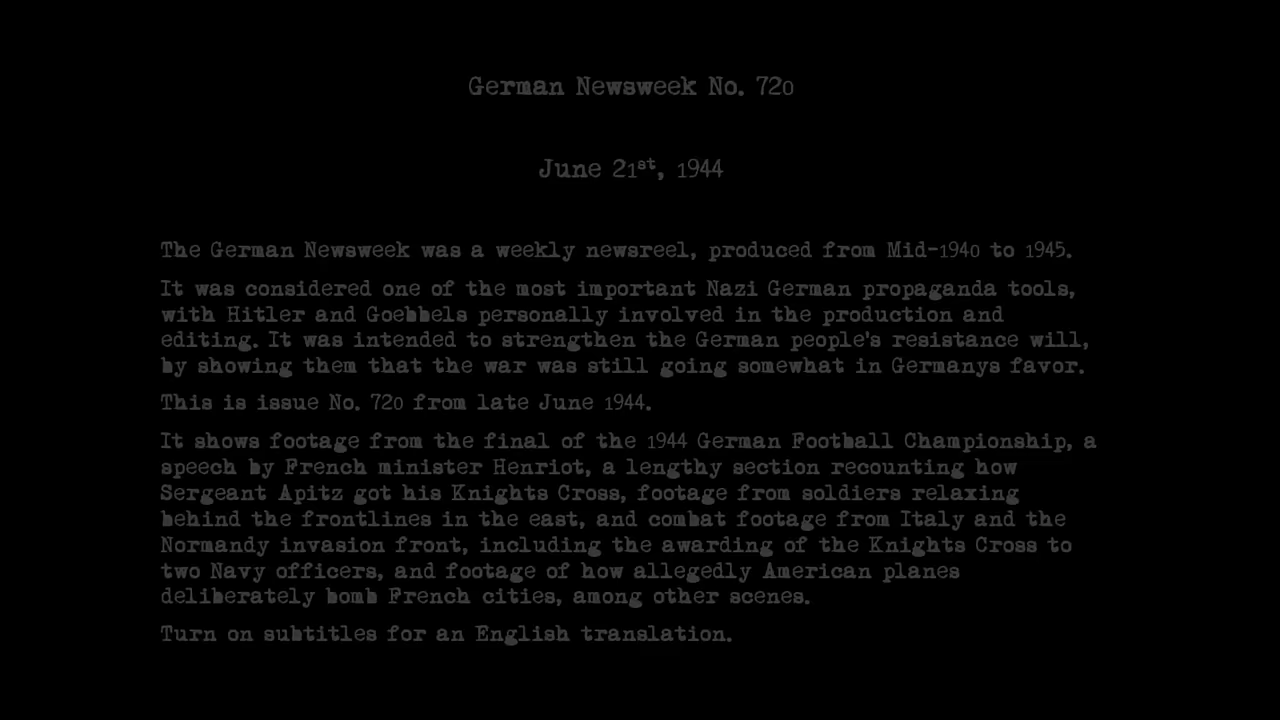 German Newsweek No. 720
June 21st, 1944
The German Newsweek was a weekly newsreel, produced from Mid-1940 to 1945.
It was considered one of the most important Nazi German propaganda tools,
with Hitler and Goebbels personally involved in the production and
editing. It was intended to strengthen the German people's resistance will,
by showing them that the war was still going somewhat in Germanys favor.
This is issue No. 720 from late June 1944.
It shows footage from the final of the 1944 German Football Championship, a
speech by French minister Henriot, a lengthy section recounting how
Sergeant Apitz got his Knights Cross, footage from soldiers relaxing
behind the frontlines in the east, and combat footage from Italy and the
Normandy invasion front, including the awarding of the Knights Cross to
two Navy officers, and footage of how allegedly American planes
deliberately bomb French cities, among other scenes.
Turn on subtitles for an English translation.